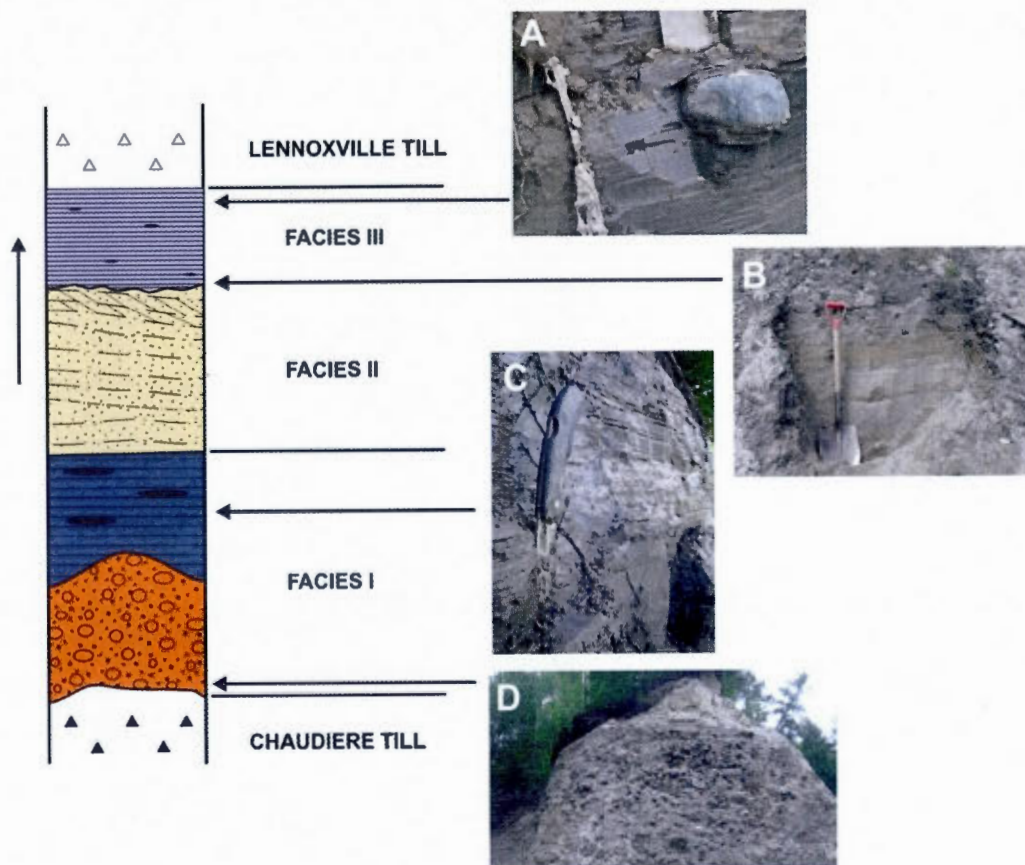 A
LENNOXVILLE TILL
FACIES III
B
FACIES II
C
FACIES I
D
CHAUDIERE TILL